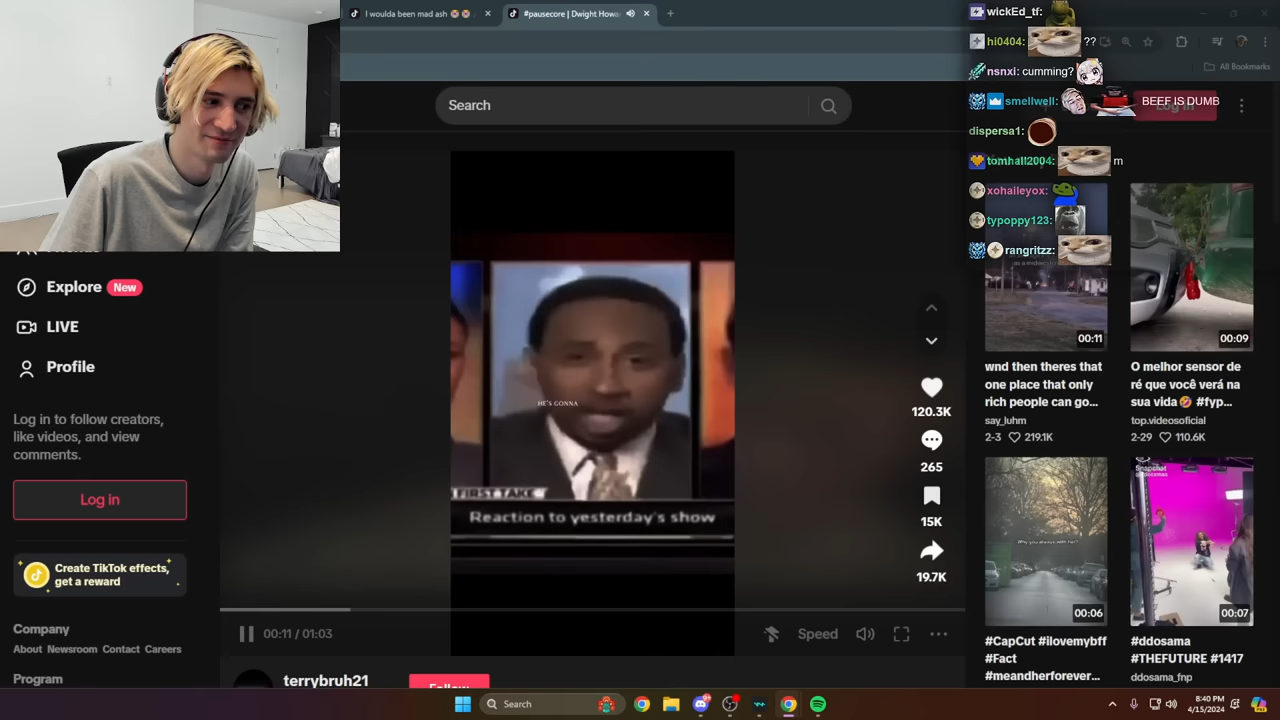 I woulda been mad ash
#pausecore | Dwight Howa
wickEd_tf:
hi0404: ??
nsnxi: cumming?
smellwell: BEEF IS DUMB
dispersa1:
tomhall2004: m
xohaileyox:
typoppy123:
rangritzz:
All Bookmarks
Search
Log in
Explore New
LIVE
Profile
Log in to follow creators,
like videos, and view
comments.
Log in
Create TikTok effects,
get a reward
Company
About Newsroom Contact Careers
Program
HE'S GONNA
FIRST TAKE
Reaction to yesterday's show
120.3K
265
15K
19.7K
00:11 / 01:03
Speed
terrybruh21
Follow
00:11
wnd then theres that
one place that only
rich people can go...
say_luhm
2-3 219.1K
00:09
O melhor sensor de
ré que você verá na
sua vida🤣 #fyp...
top.videosoficial
2-29 110.6K
00:06
#CapCut #ilovemybff
#Fact
#meandherforever...
Snapchat
00:07
#ddosama
#THEFUTURE #1417
ddosama_fnp
Search
8:40 PM
4/15/2024